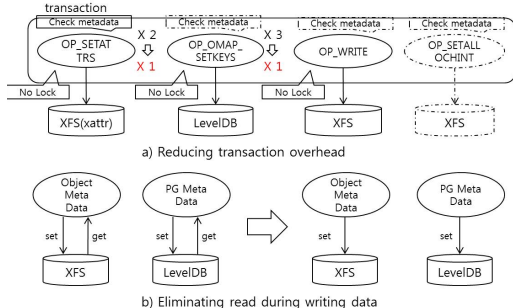 transaction
Check metadata
Check metadata
Check metadata
Check metadata
OP_SETAT
TRS
X 2
X 1
OP_OMAP_
SETKEYS
X 3
X 1
OP_WRITE
OP_SETALL
OCHINT
No Lock
No Lock
No Lock
XFS(xattr)
LevelDB
XFS
XFS
a) Reducing transaction overhead
Object
Meta
Data
PG Meta
Data
Object
Meta
Data
PG Meta
Data
set
get
set
get
set
set
XFS
LevelDB
XFS
LevelDB
b) Eliminating read during writing data